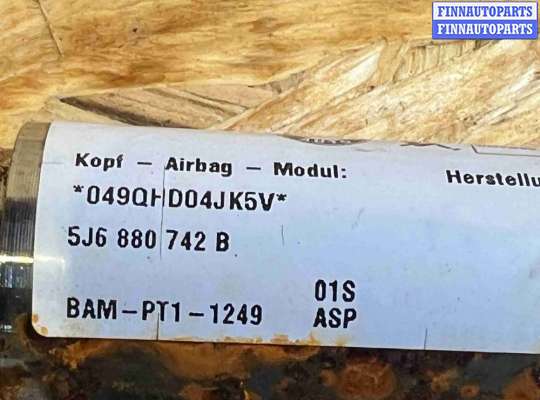 FINNAUTOPARTS
FINNAUTOPARTS
Kopf - Airbag - Modul:
Herstellu
*049QHD04JK5V*
5J6 880 742 B
01S
BAM-PT1-1249 ASP